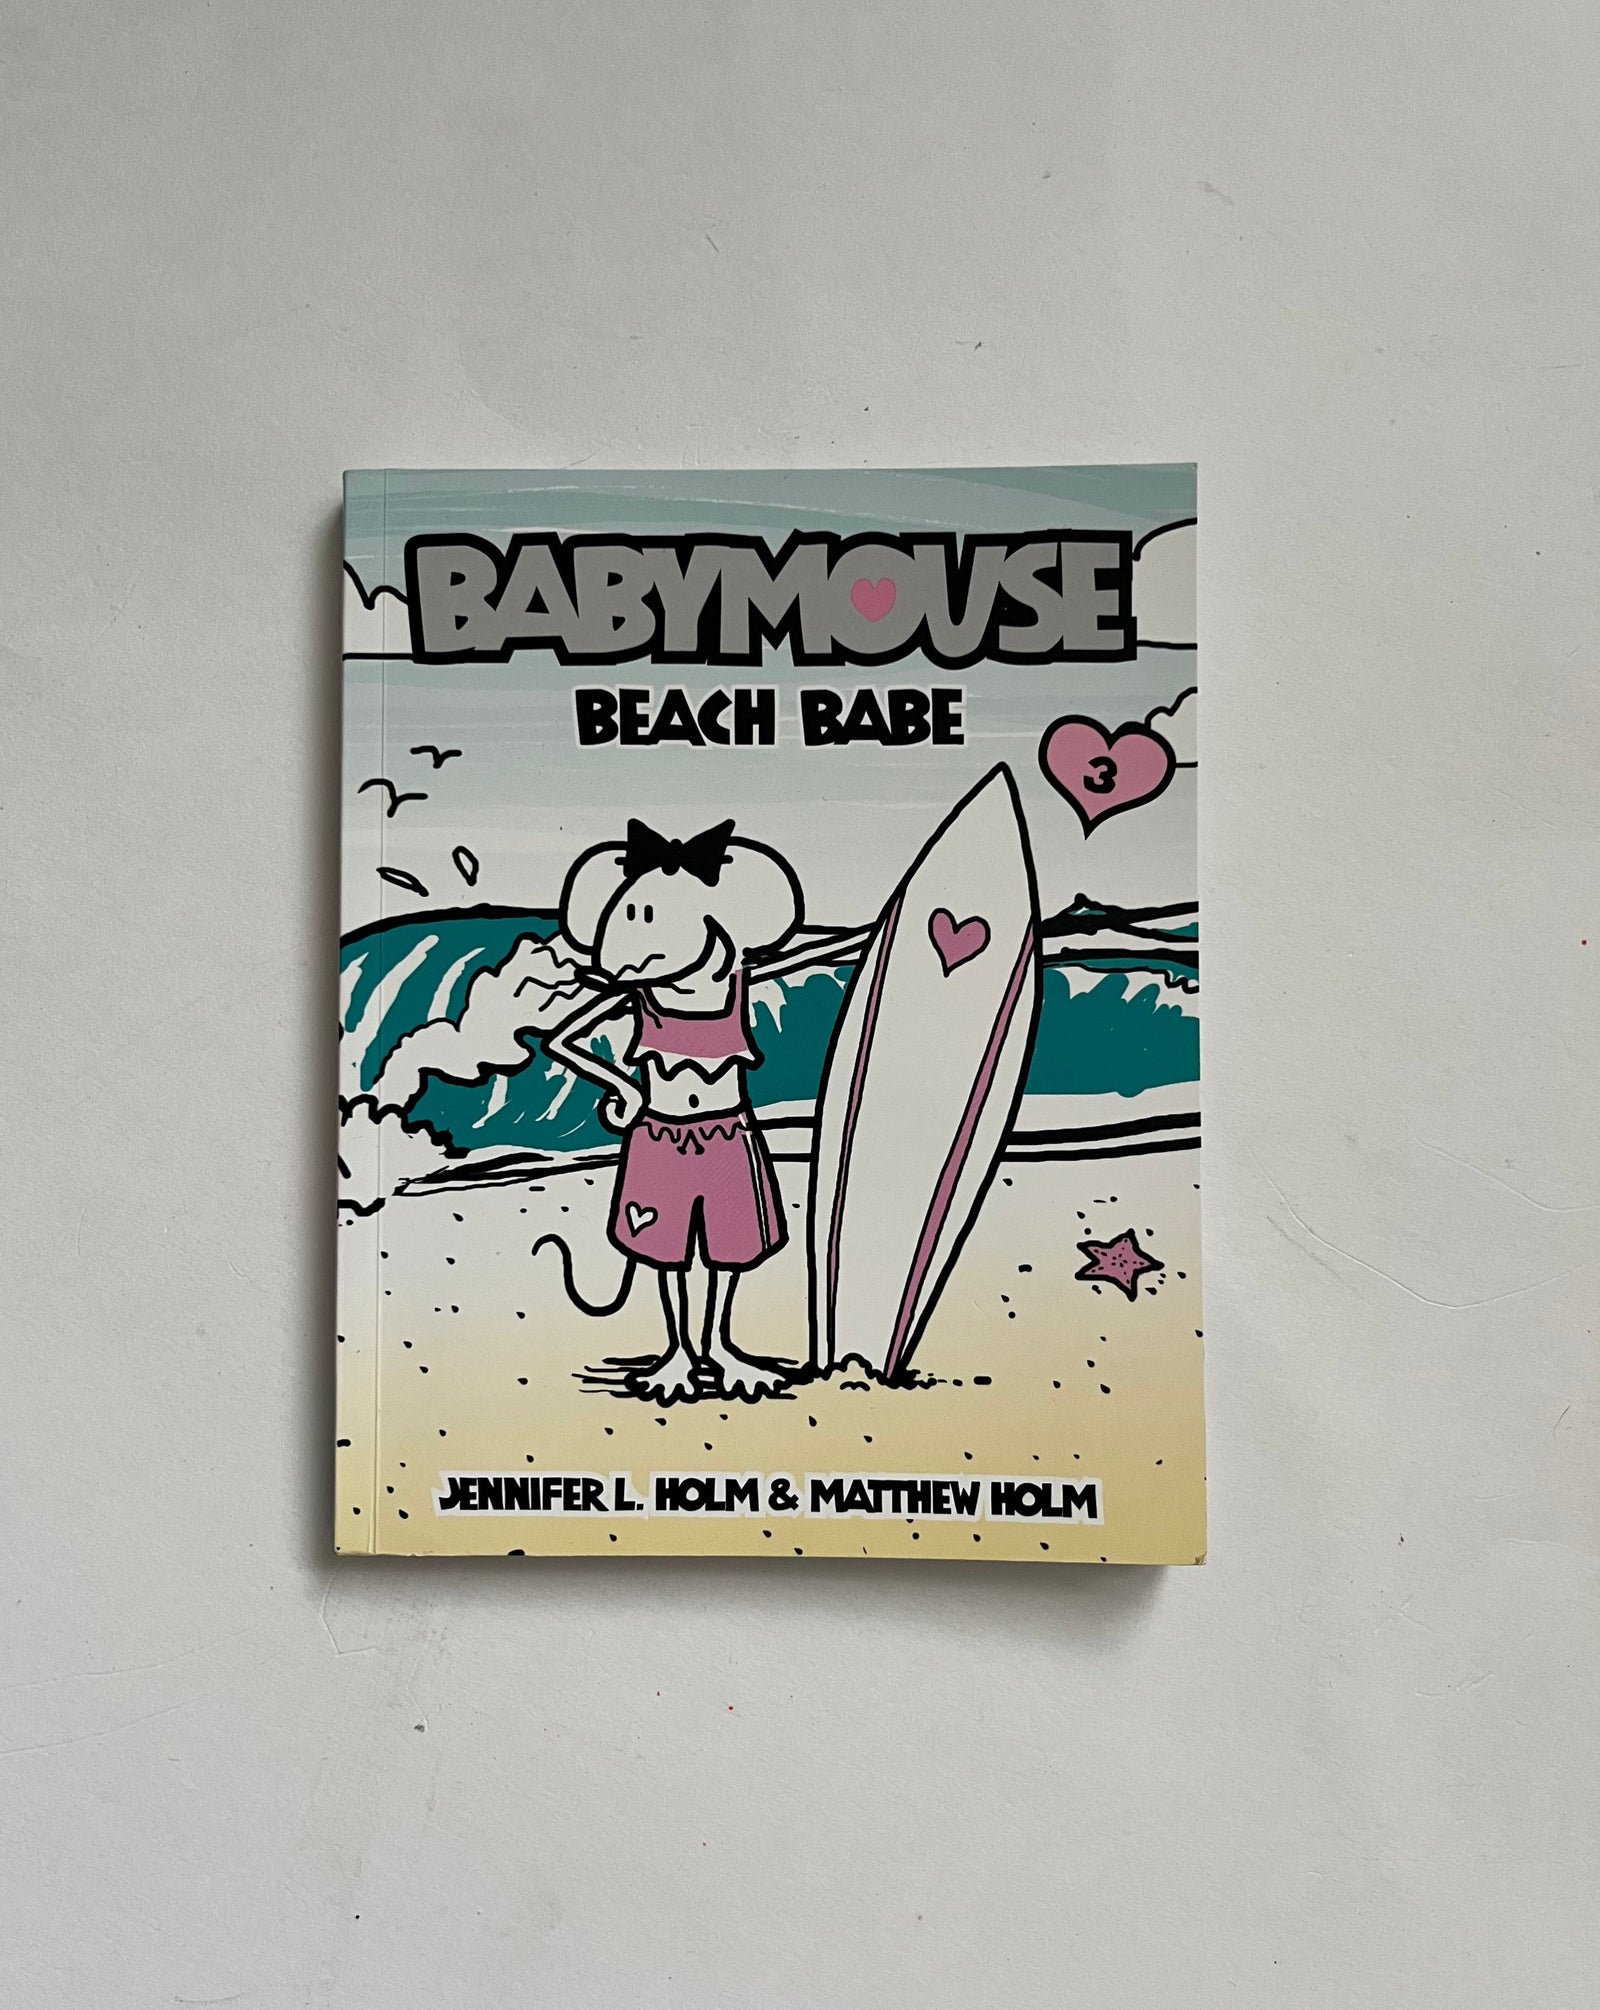 BABYMOUSE
BEACH BABE
3
JENNIFER L. HOLM & MATTHEW HOLM